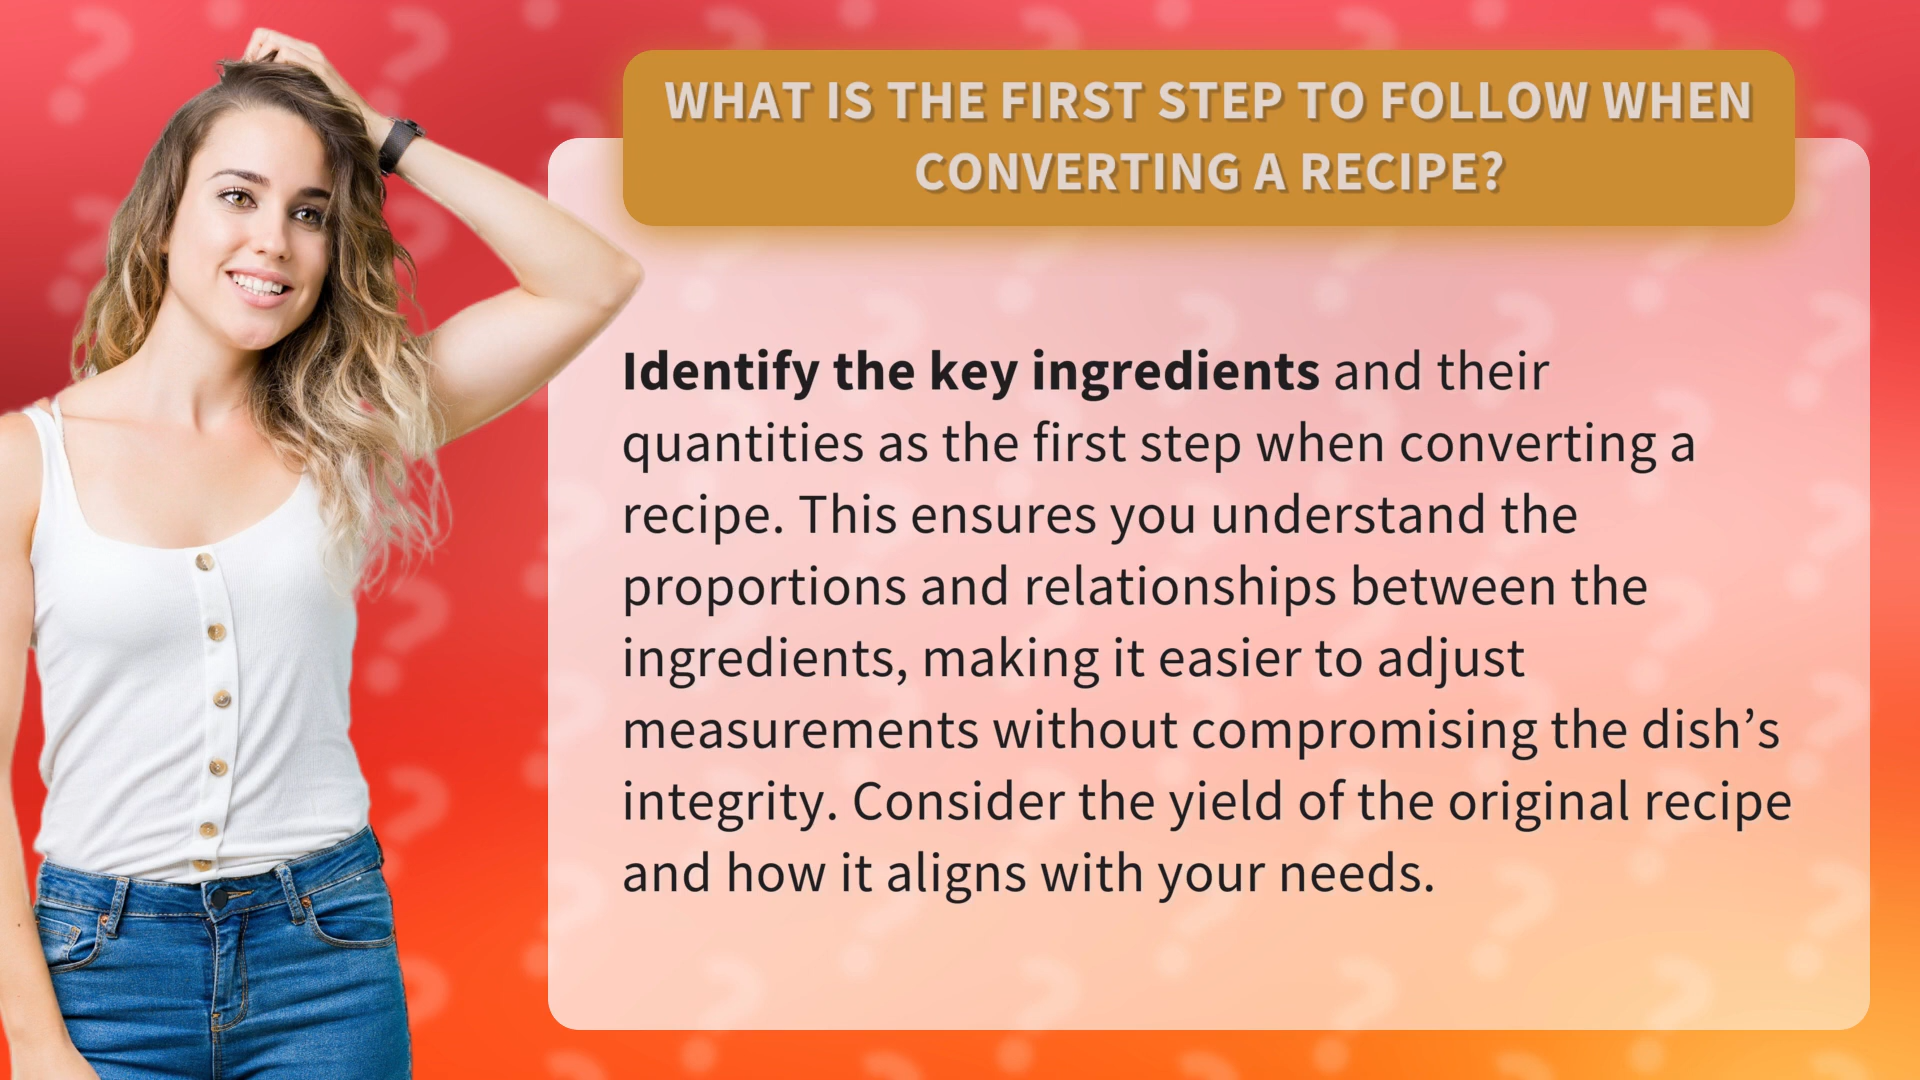 WHAT IS THE FIRST STEP TO FOLLOW WHEN
CONVERTING A RECIPE?
Identify the key ingredients and their
quantities as the first step when converting a
recipe. This ensures you understand the
proportions and relationships between the
ingredients, making it easier to adjust
measurements without compromising the dish’s
integrity. Consider the yield of the original recipe
and how it aligns with your needs.